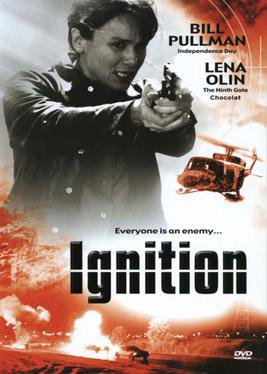 BILL
PULLMAN
Independence Day
LENA
OLIN
The Ninth Gate
Chocolat
Everyone is an enemy...
Ignition
DVD